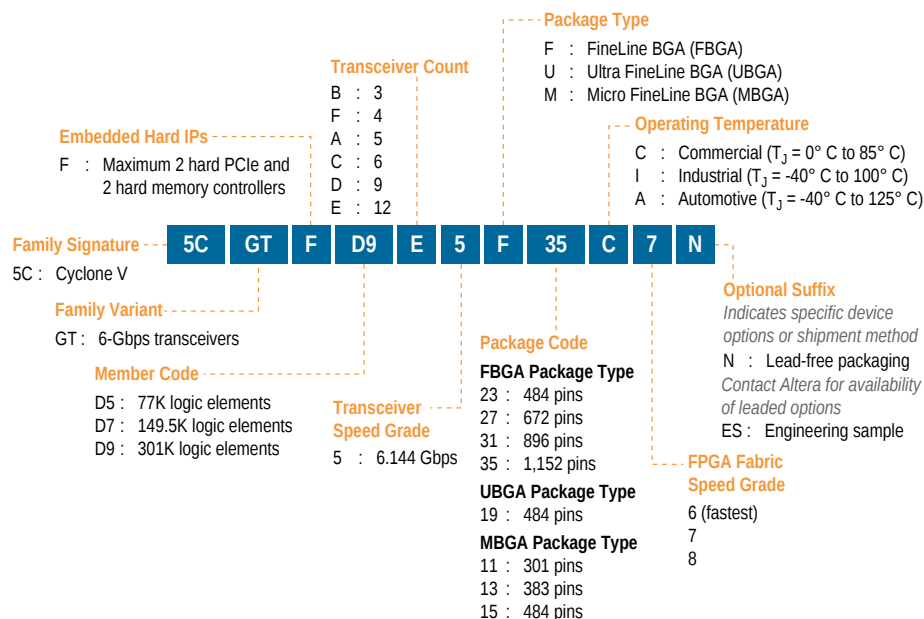 Package Type
F : FineLine BGA (FBGA)
U : Ultra FineLine BGA (UBGA)
M : Micro FineLine BGA (MBGA)
Transceiver Count
B : 3
F : 4
A : 5
C : 6
D : 9
E : 12
Embedded Hard IPs
F : Maximum 2 hard PCIe and
2 hard memory controllers
Operating Temperature
C : Commercial (TJ = 0° C to 85° C)
I : Industrial (TJ = -40° C to 100° C)
A : Automotive (TJ = -40° C to 125° C)
5C GT F D9 E 5 F 35 C 7 N
Family Signature
5C : Cyclone V
Family Variant
GT : 6-Gbps transceivers
Member Code
D5 : 77K logic elements
D7 : 149.5K logic elements
D9 : 301K logic elements
Transceiver
Speed Grade
5 : 6.144 Gbps
Package Code
FBGA Package Type
23 : 484 pins
27 : 672 pins
31 : 896 pins
35 : 1,152 pins
UBGA Package Type
19 : 484 pins
MBGA Package Type
11 : 301 pins
13 : 383 pins
15 : 484 pins
FPGA Fabric
Speed Grade
6 (fastest)
7
8
Optional Suffix
Indicates specific device
options or shipment method
N : Lead-free packaging
Contact Altera for availability
of leaded options
ES : Engineering sample